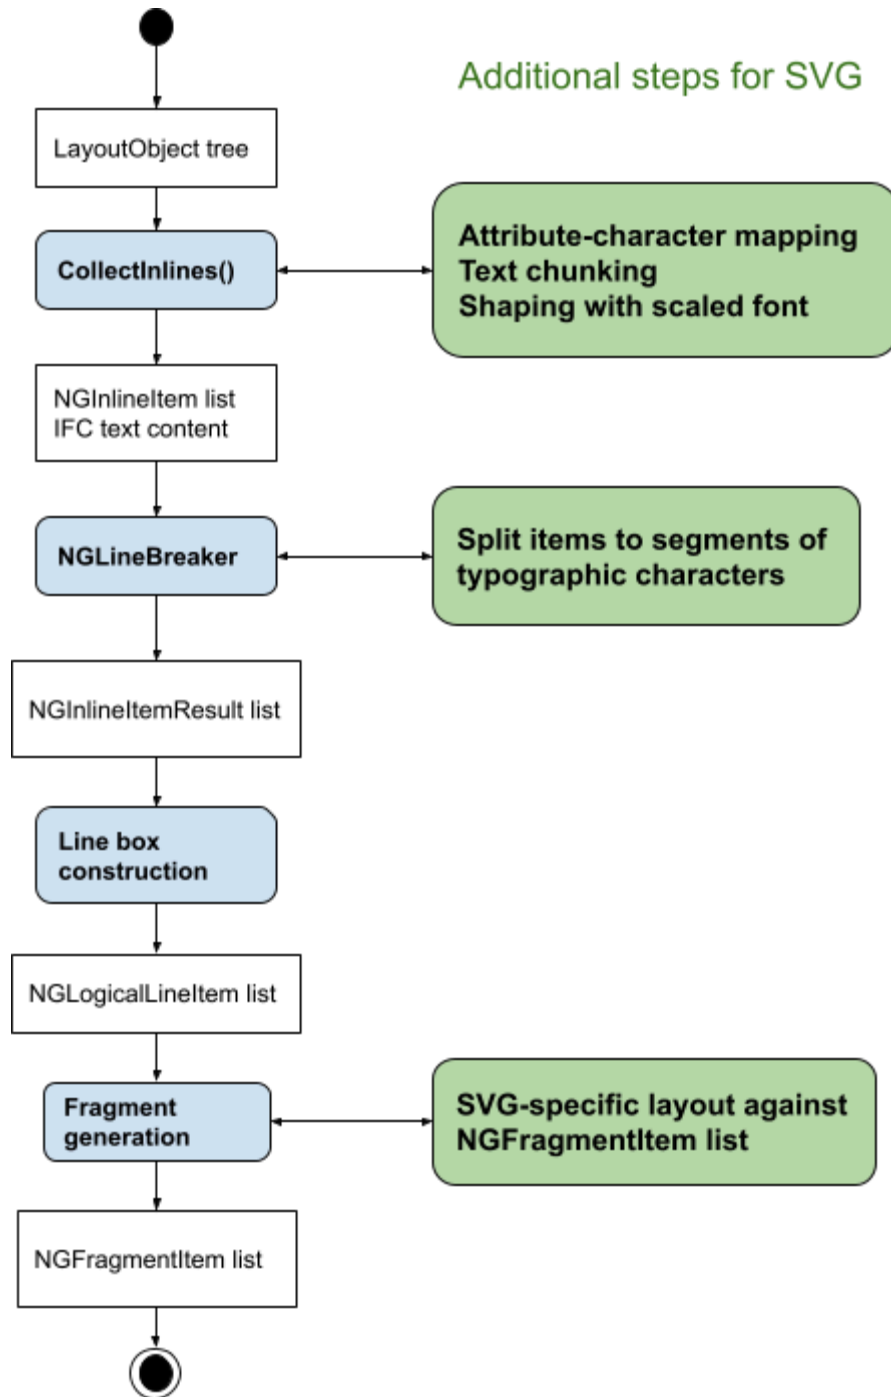 Additional steps for SVG
LayoutObject tree
CollectInlines()
Attribute-character mapping
Text chunking
Shaping with scaled font
NGInlineItem list
IFC text content
NGLineBreaker
Split items to segments of
typographic characters
NGInlineItemResult list
Line box
construction
NGLogicalLineItem list
Fragment
generation
SVG-specific layout against
NGFragmentItem list
NGFragmentItem list